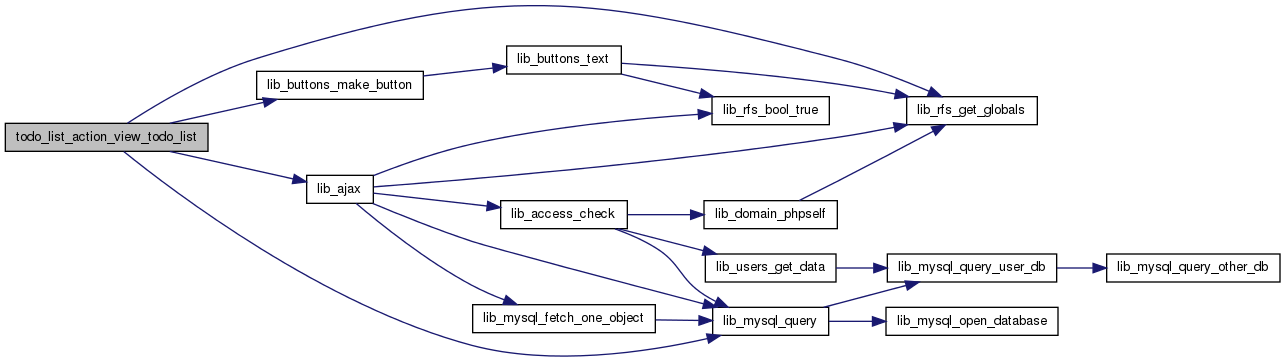 todo_list_action_view_todo_list
lib_buttons_make_button
lib_buttons_text
lib_rfs_bool_true
lib_rfs_get_globals
lib_ajax
lib_access_check
lib_domain_phpself
lib_users_get_data
lib_mysql_query_user_db
lib_mysql_query_other_db
lib_mysql_fetch_one_object
lib_mysql_query
lib_mysql_open_database